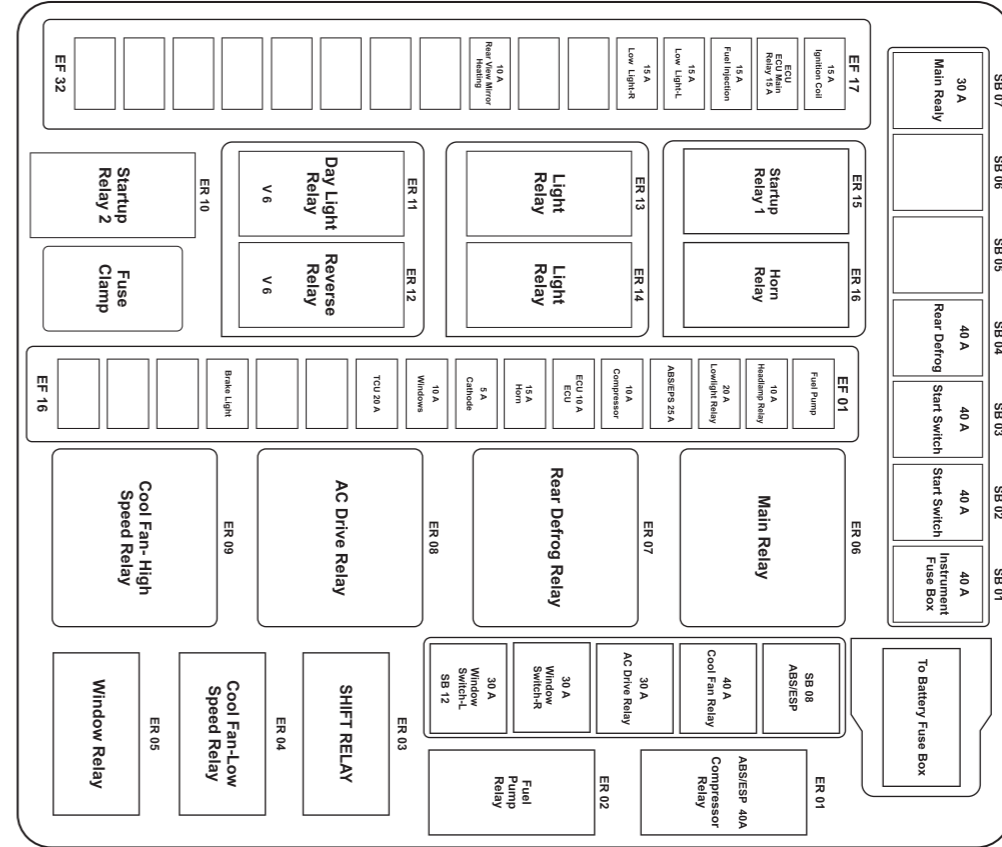 SB 07
SB 06
SB 05
SB 04
SB 03
SB 02
SB 01
30 A
Main Realy
40 A
Rear Defrog
40 A
Start Switch
40 A
Start Switch
40 A
Instrument
Fuse Box
To Battery Fuse Box
EF 17
15 A
Ignition Coil
ECU
ECU Main
Relay 15 A
15 A
Fuel Injection
15 A
Low Light-L
15 A
Low Light-R
10 A
Rear View Mirror
Heating
EF 32
ER 15
Startup
Relay 1
ER 16
Horn
Relay
ER 13
Light
Relay
ER 14
Light
Relay
ER 11
Day Light
Relay
V 6
ER 12
Reverse
Relay
V 6
ER 10
Startup
Relay 2
Fuse
Clamp
EF 01
Fuel Pump
10 A
Headlamp Relay
20 A
Lowlight Relay
ABS/EPS 25 A
10 A
Compressor
ECU 10 A
ECU
15 A
Horn
5 A
Cathode
10 A
Windows
TCU 20 A
Brake Light
EF 16
ER 06
Main Relay
ER 07
Rear Defrog Relay
ER 08
AC Drive Relay
ER 09
Cool Fan- High
Speed Relay
SB 08
ABS/ESP
40 A
Cool Fan Relay
30 A
AC Drive Relay
30 A
Window
Switch-R
30 A
Window
Switch-L
SB 12
ER 01
ABS/ESP 40A
Compressor
Relay
ER 02
Fuel
Pump
Relay
ER 03
SHIFT RELAY
ER 04
Cool Fan-Low
Speed Relay
ER 05
Window Relay